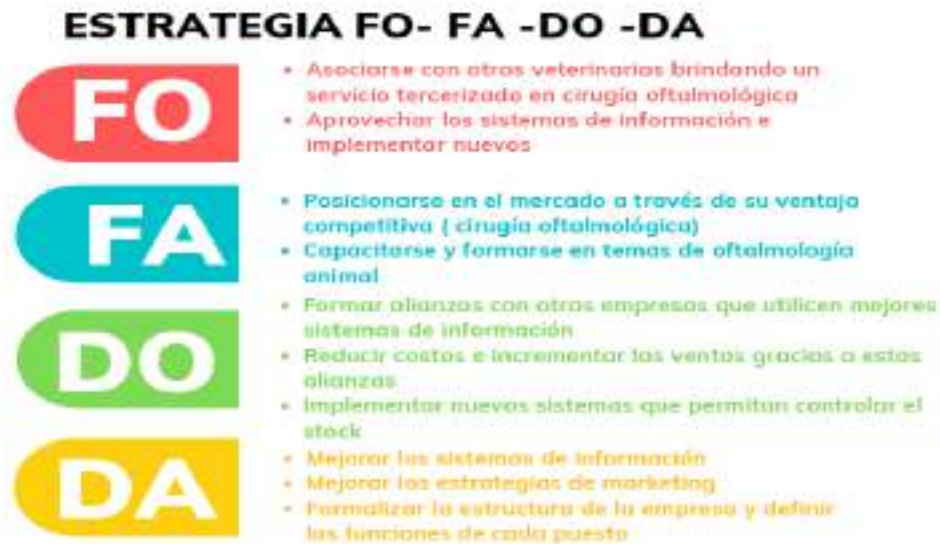 ESTRATEGIA FO- FA -DO -DA
FO
• Asociarse con otras veterinarias brindando un
servicio tercerizado en cirugía oftalmológica
• Aprovechar los sistemas de información e
implementar nuevos
FA
• Posicionarse en el mercado a través de su ventaja
competitiva ( cirugía oftalmológica)
• Capacitarse y formarse en temas de oftalmología
animal
DO
• Formar alianzas con otras empresas que utilicen mejores
sistemas de información
• Reducir costos e incrementar las ventas gracias a estas
alianzas
• Implementar nuevos sistemas que permitan controlar el
stock
DA
• Mejorar los sistemas de información
• Mejorar las estrategias de marketing
• Formalizar la estructura de la empresa y definir
las funciones de cada puesto